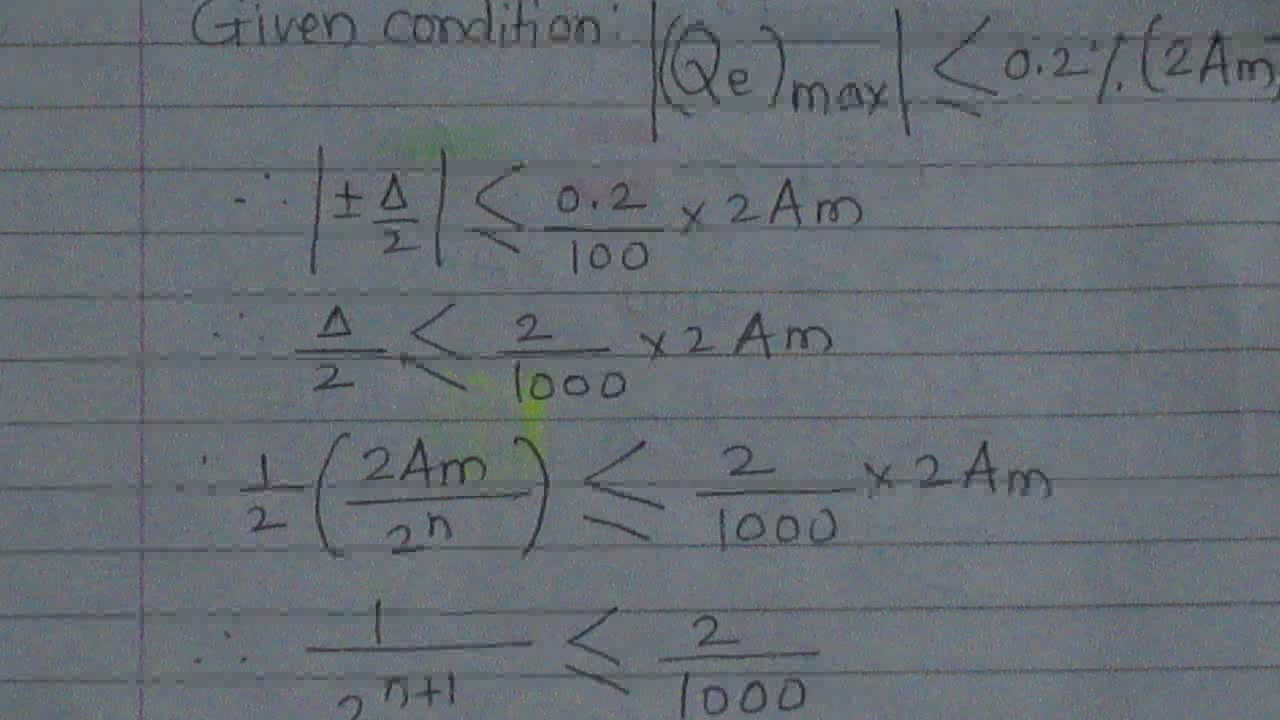 Given condition: |(Qe)max| ≤ 0.2% (2Am)
∴ |± Δ/2| ≤ 0.2/100 × 2Am
∴ Δ/2 ≤ 2/1000 × 2Am
∴ 1/2 (2Am/2^n) ≤ 2/1000 × 2Am
∴ 1/2^(n+1) ≤ 2/1000